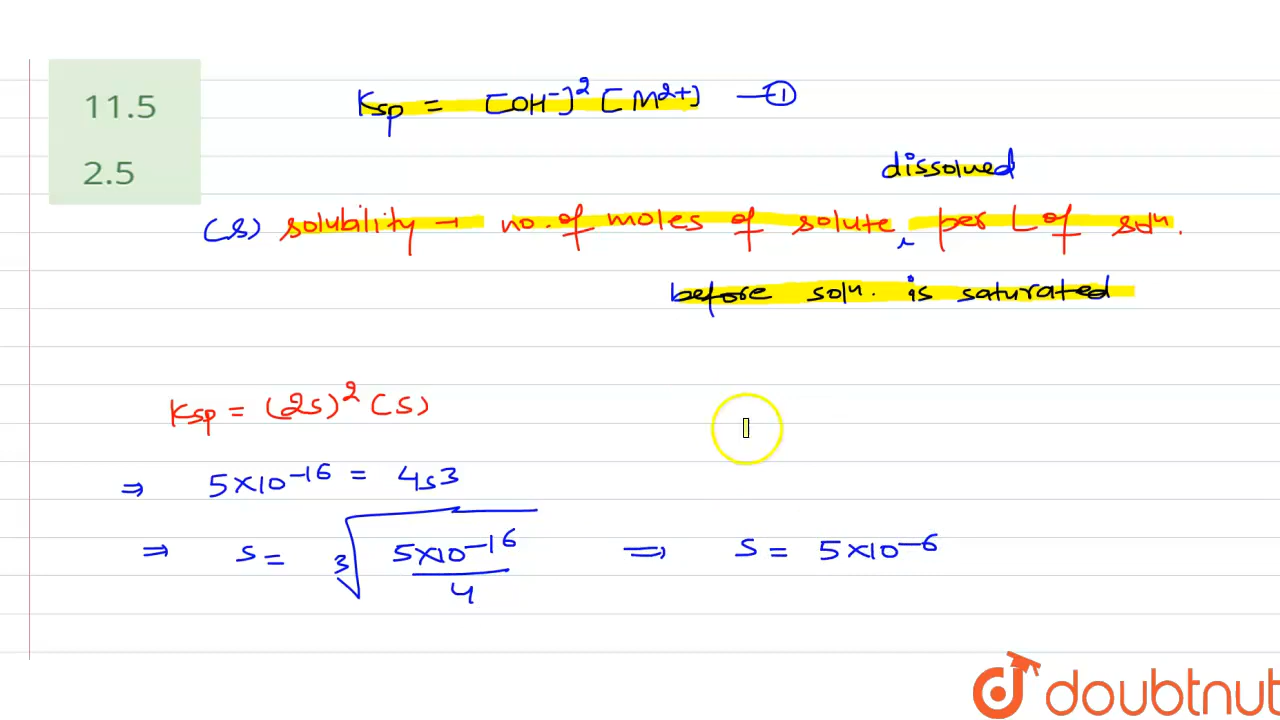 11.5
2.5
Ksp = [OH⁻]² [M²⁺] —①
dissolved
(s) solubility → no. of moles of solute, per L of solⁿ.
before solⁿ. is saturated
Ksp = (2s)² (s)
⇒ 5×10⁻¹⁶ = 4s3
⇒ s = ∛(5×10⁻¹⁶/4) ⇒ s = 5×10⁻⁶
doubtnut